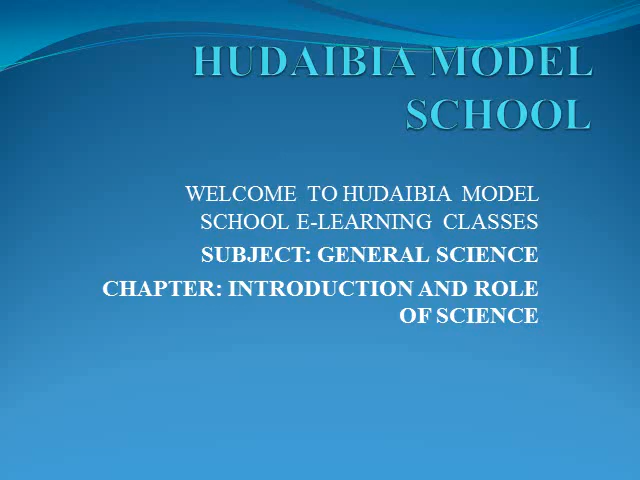 HUDAIBIA MODEL
SCHOOL
WELCOME TO HUDAIBIA MODEL
SCHOOL E-LEARNING CLASSES
SUBJECT: GENERAL SCIENCE
CHAPTER: INTRODUCTION AND ROLE
OF SCIENCE